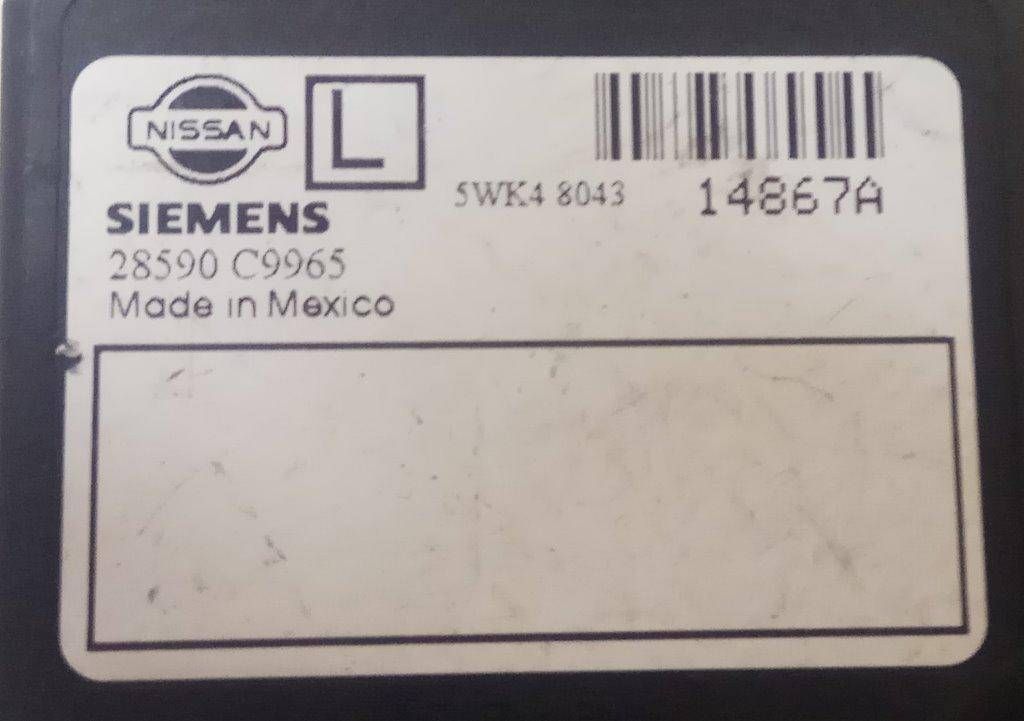 NISSAN
L
SIEMENS
5WK4 8043
14867A
28590 C9965
Made in Mexico